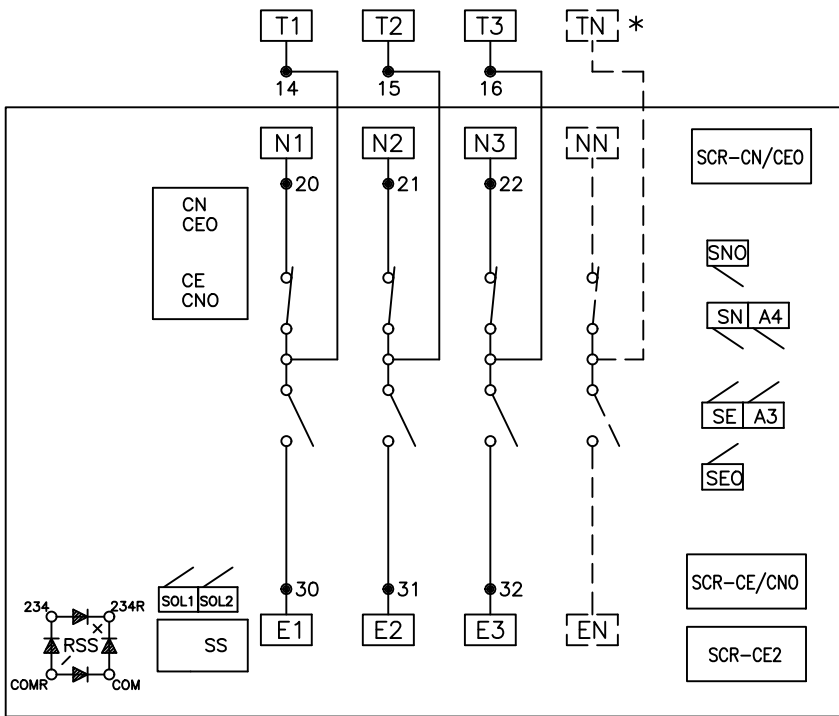 T1 T2 T3 TN *
14 15 16
N1 N2 N3 NN SCR-CN/CEO
20 21 22
CN
CEO
CE
CNO
SNO
SN A4
SE A3
SEO
30 31 32
SCR-CE/CNO
SOL1 SOL2
234 234R
E1 E2 E3 EN
RSS
SS
SCR-CE2
COMR COM